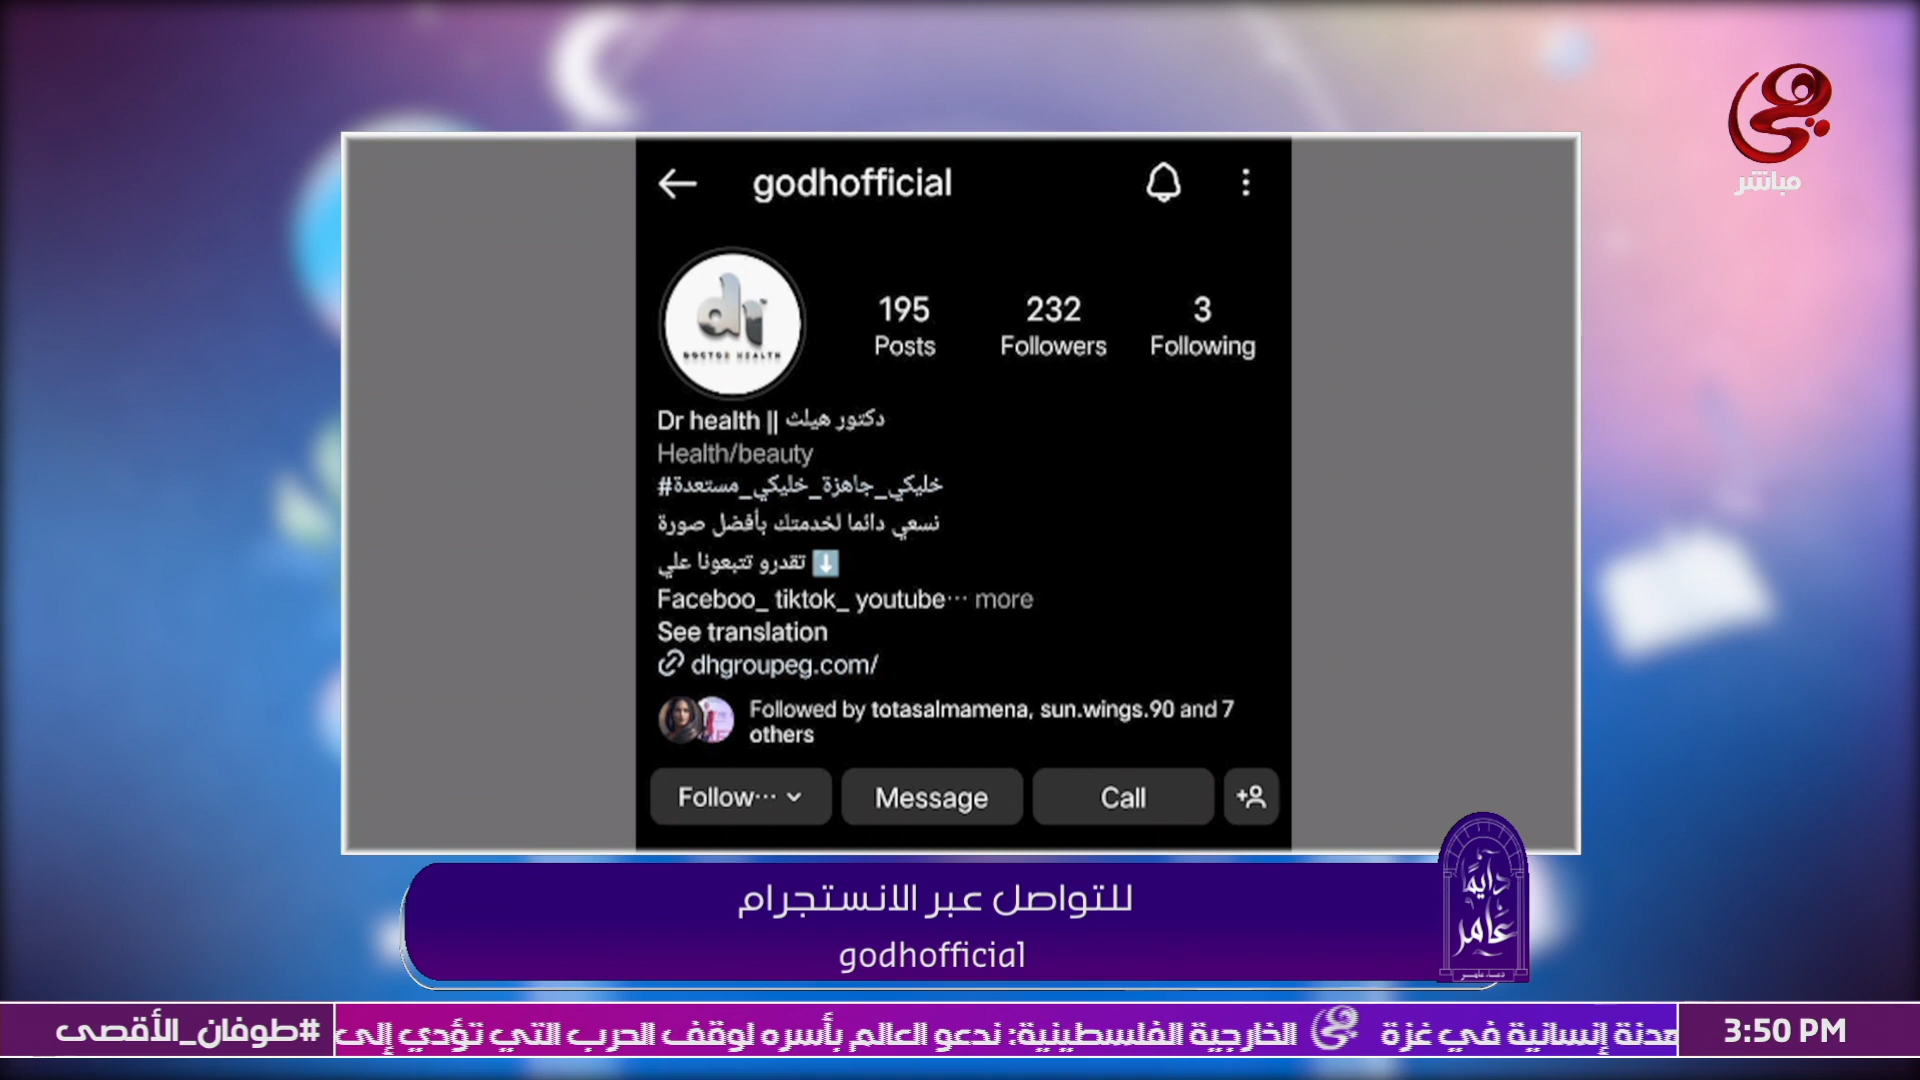 مباشر
godhofficial
195
232
3
Posts
Followers
Following
DOCTOR HEALTH
Dr health || دكتور هيلث
Health/beauty
#خليكي_جاهزة_خليكي_مستعدة
نسعي دائما لخدمتك بأفضل صورة
تقدرو تتبعونا علي ⬇️
Faceboo_ tiktok_ youtube··· more
See translation
dhgroupeg.com/
Followed by totasalmamena, sun.wings.90 and 7
others
Follow···
Message
Call
للتواصل عبر الانستجرام
godhofficial
دايمًا
عامر
هدنة إنسانية في غزة
الخارجية الفلسطينية: ندعو العالم بأسره لوقف الحرب التي تؤدي إلى
#طوفان_الأقصى
3:50 PM